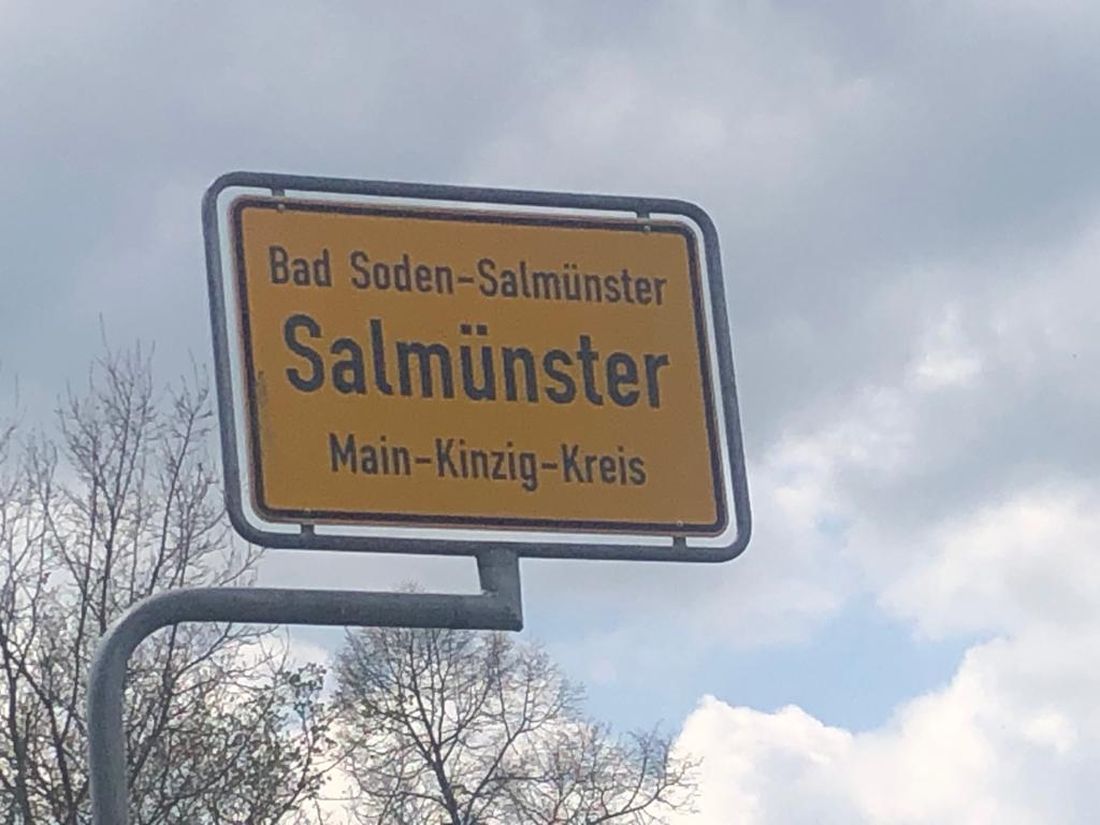 Bad Soden-Salmünster
Salmünster
Main-Kinzig-Kreis